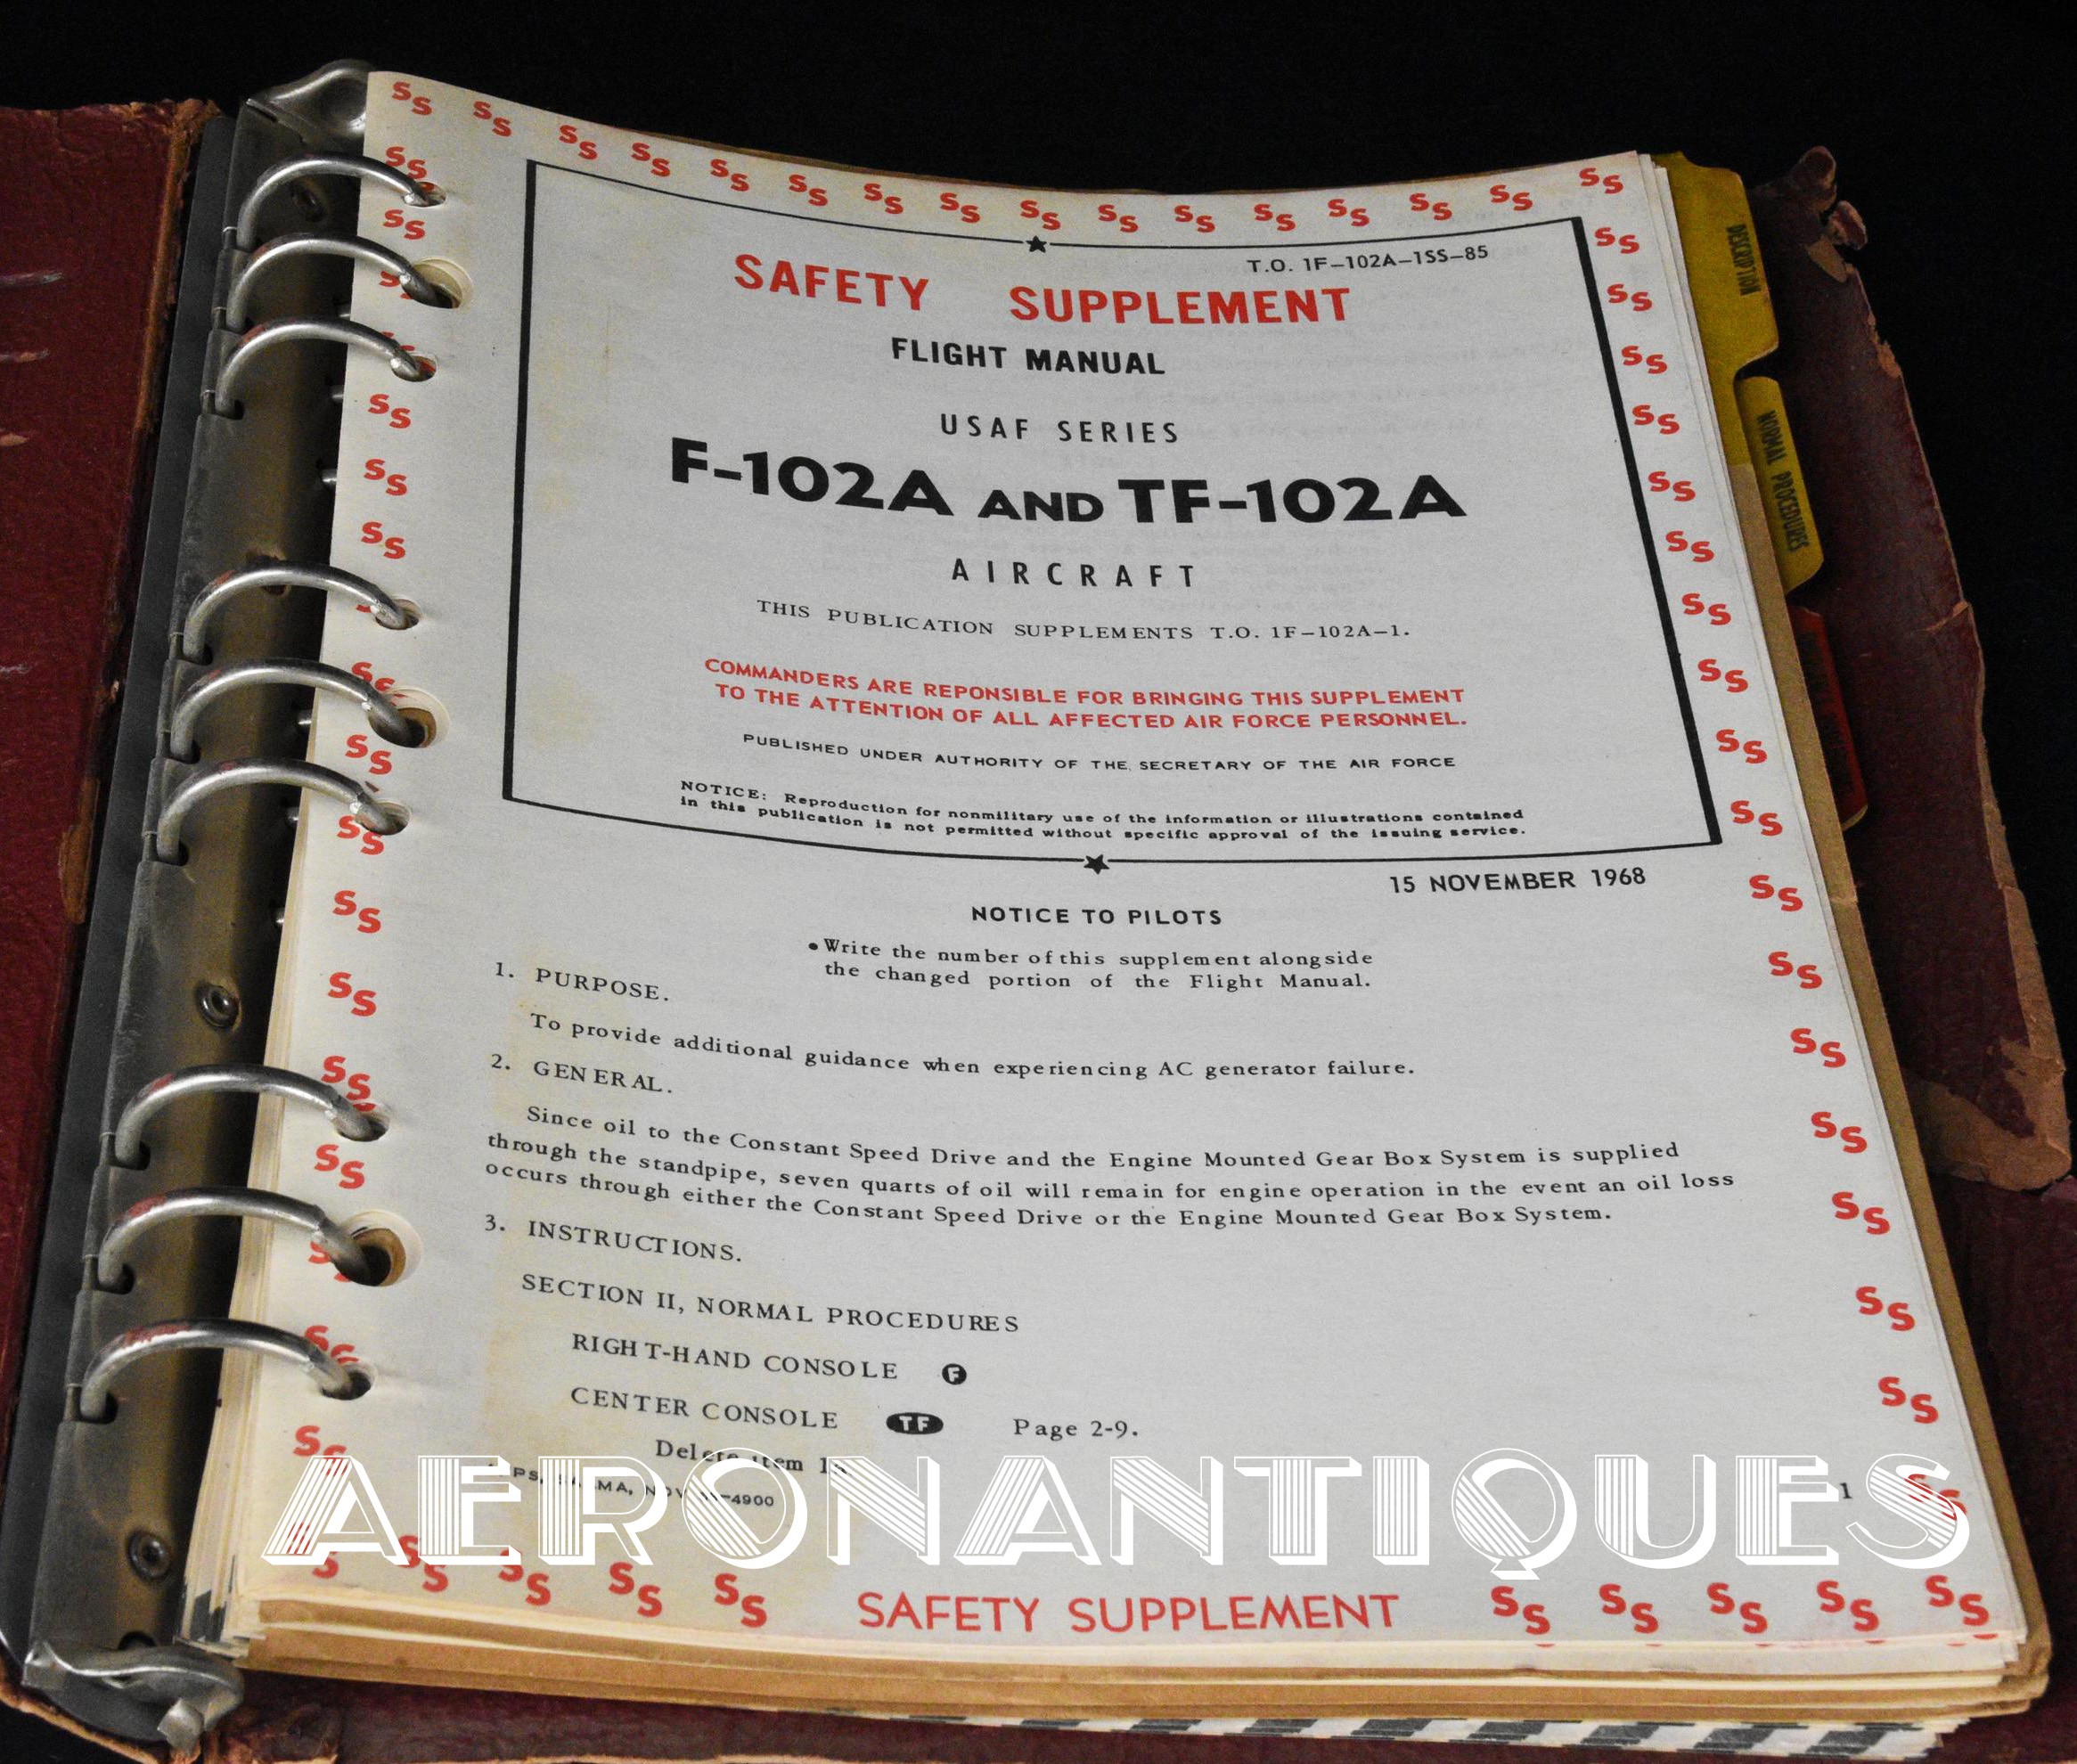 T.O. 1F-102A-1SS-85
SAFETY SUPPLEMENT
FLIGHT MANUAL
USAF SERIES
F-102A AND TF-102A
AIRCRAFT
THIS PUBLICATION SUPPLEMENTS T.O. 1F-102A-1.
COMMANDERS ARE REPONSIBLE FOR BRINGING THIS SUPPLEMENT
TO THE ATTENTION OF ALL AFFECTED AIR FORCE PERSONNEL.
PUBLISHED UNDER AUTHORITY OF THE SECRETARY OF THE AIR FORCE
NOTICE: Reproduction for nonmilitary use of the information or illustrations contained
in this publication is not permitted without specific approval of the issuing service.
15 NOVEMBER 1968
NOTICE TO PILOTS
• Write the number of this supplement alongside
the changed portion of the Flight Manual.
1. PURPOSE.
To provide additional guidance when experiencing AC generator failure.
2. GENERAL.
Since oil to the Constant Speed Drive and the Engine Mounted Gear Box System is supplied
through the standpipe, seven quarts of oil will remain for engine operation in the event an oil loss
occurs through either the Constant Speed Drive or the Engine Mounted Gear Box System.
3. INSTRUCTIONS.
SECTION II, NORMAL PROCEDURES
RIGHT-HAND CONSOLE F
CENTER CONSOLE TF Page 2-9.
Delete item
1
AERONANTIQUES
SAFETY SUPPLEMENT
DESCRIPTION
NORMAL PROCEDURES